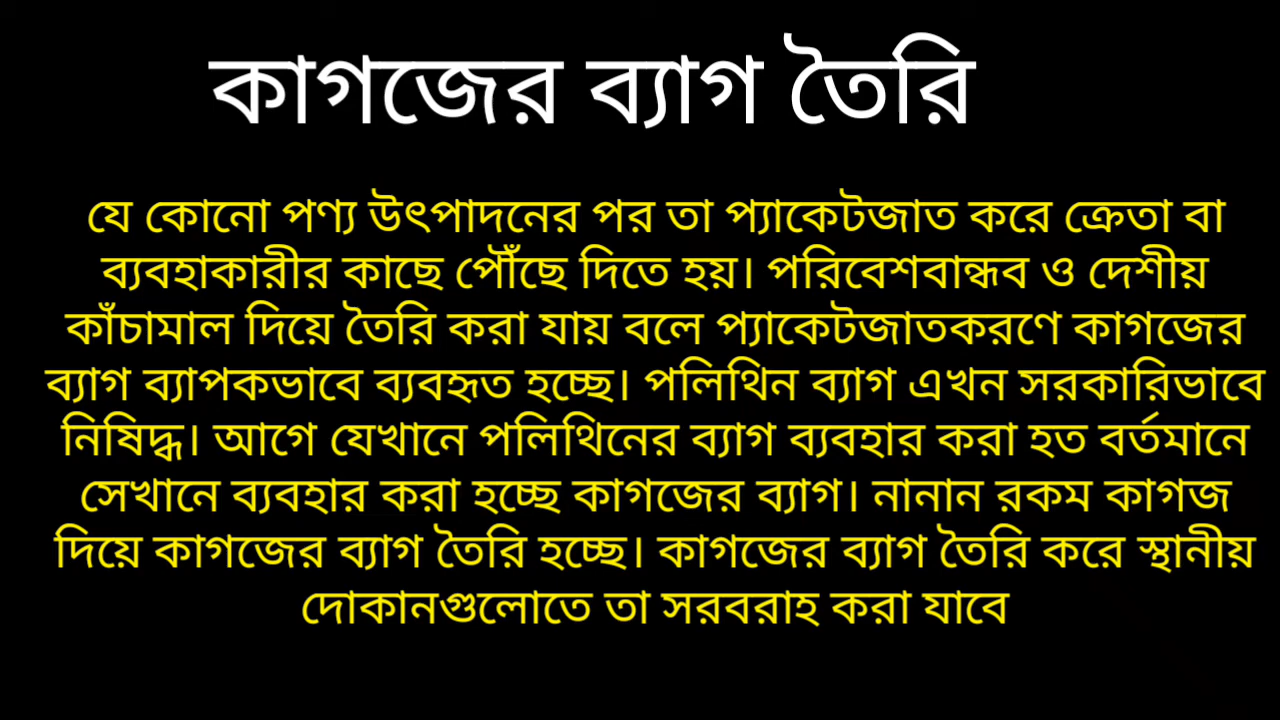 কাগজের ব্যাগ তৈরি
যে কোনো পণ্য উৎপাদনের পর তা প্যাকেটজাত করে ক্রেতা বা
ব্যবহাকারীর কাছে পৌঁছে দিতে হয়। পরিবেশবান্ধব ও দেশীয়
কাঁচামাল দিয়ে তৈরি করা যায় বলে প্যাকেটজাতকরণে কাগজের
ব্যাগ ব্যাপকভাবে ব্যবহৃত হচ্ছে। পলিথিন ব্যাগ এখন সরকারিভাবে
নিষিদ্ধ। আগে যেখানে পলিথিনের ব্যাগ ব্যবহার করা হত বর্তমানে
সেখানে ব্যবহার করা হচ্ছে কাগজের ব্যাগ। নানান রকম কাগজ
দিয়ে কাগজের ব্যাগ তৈরি হচ্ছে। কাগজের ব্যাগ তৈরি করে স্থানীয়
দোকানগুলোতে তা সরবরাহ করা যাবে